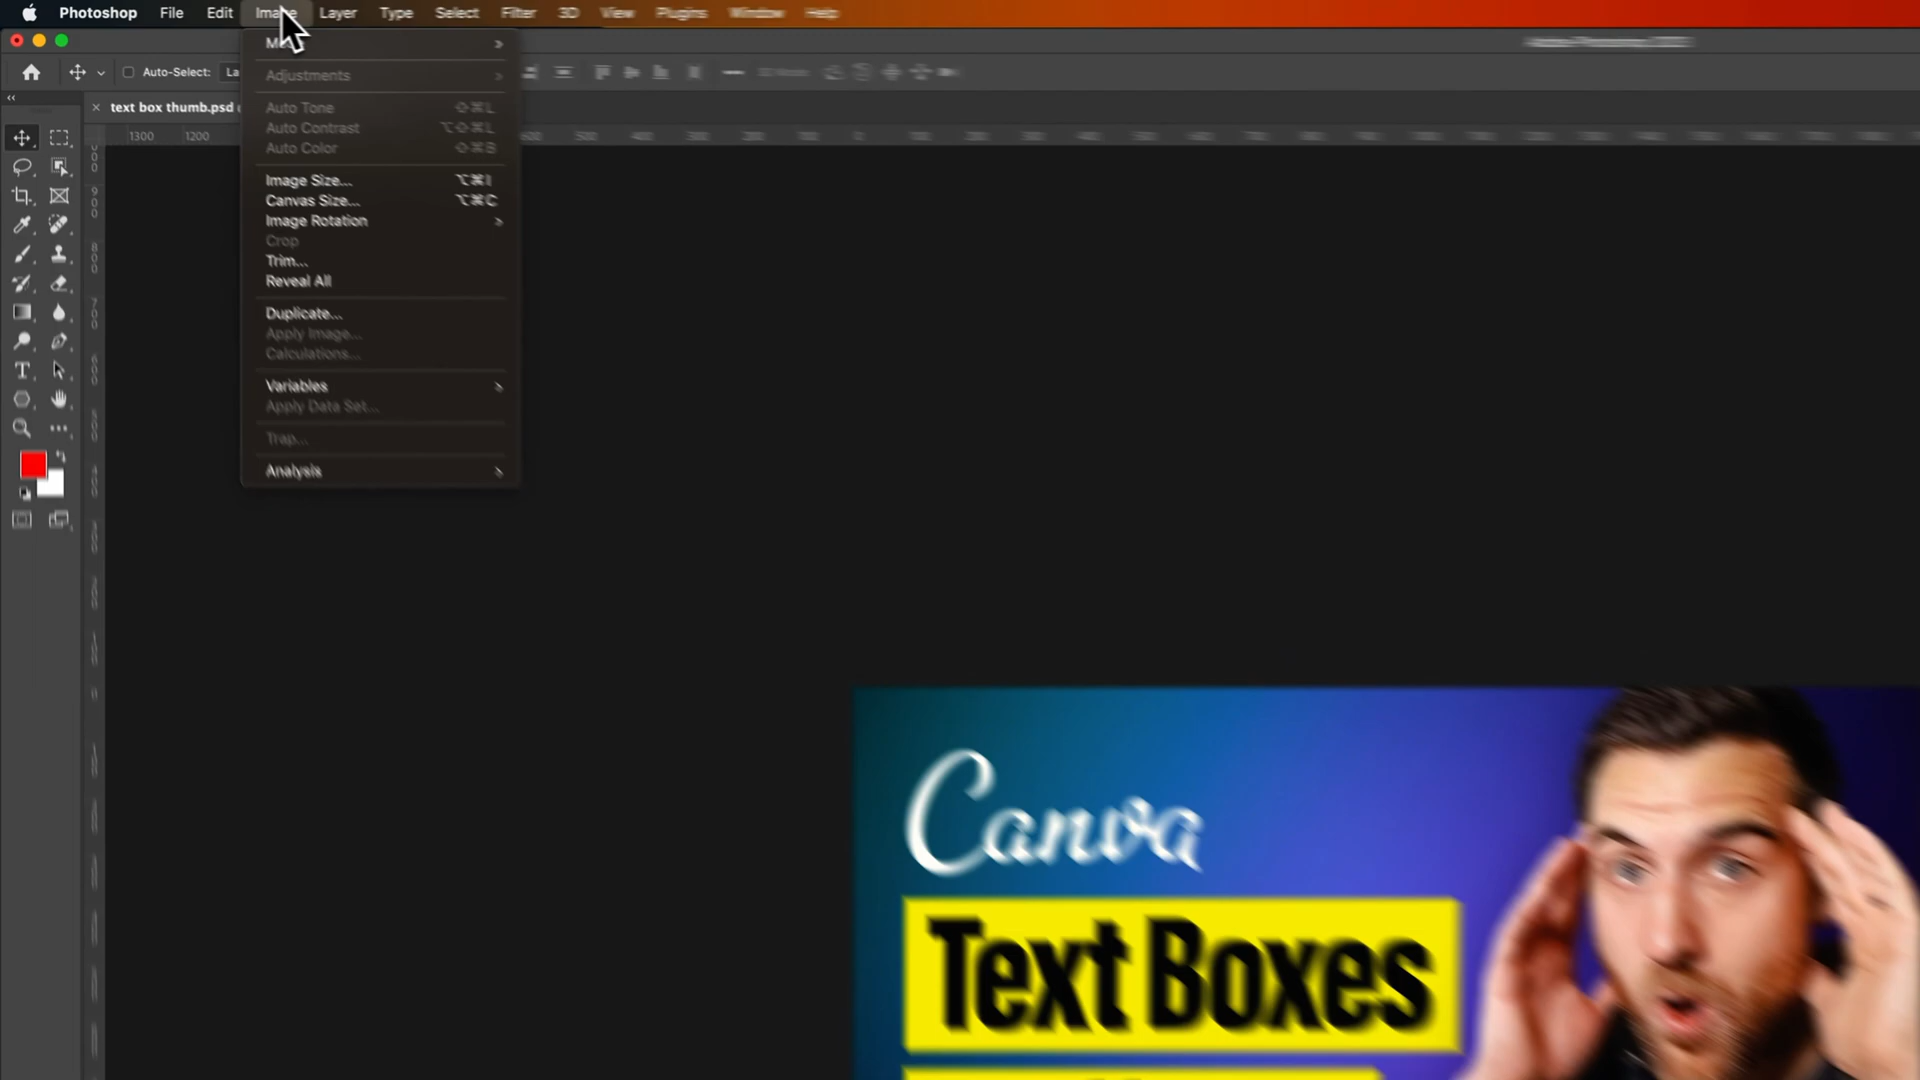 Photoshop File Edit Image Layer Type Select Filter 3D View Plugins Window Help
Auto-Select: La
text box thumb.psd
1300 1200
Adjustments
Auto Tone ⇧⌘L
Auto Contrast ⌥⇧⌘L
Auto Color ⇧⌘B
Image Size... ⌥⌘I
Canvas Size... ⌥⌘C
Image Rotation
Crop
Trim...
Reveal All
Duplicate...
Apply Image...
Calculations...
Variables
Apply Data Set...
Trap...
Analysis
Canva
Text Boxes